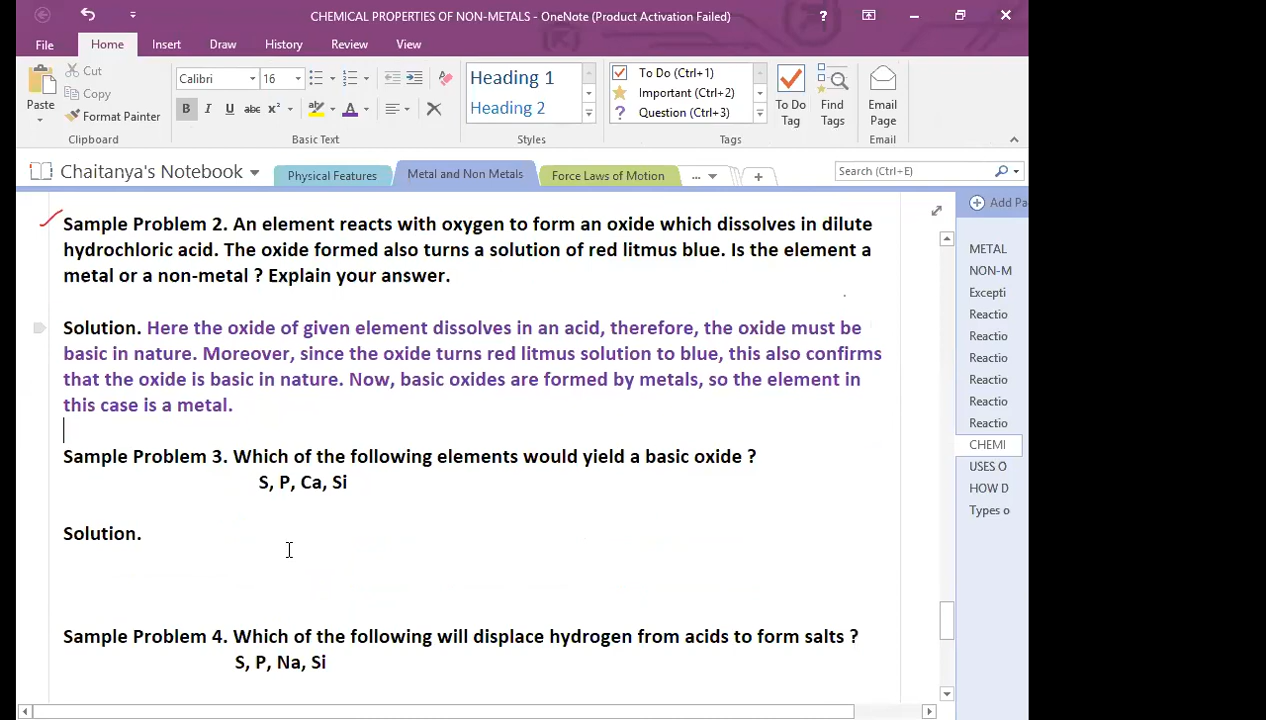 CHEMICAL PROPERTIES OF NON-METALS - OneNote (Product Activation Failed)
?
File Home Insert Draw History Review View
Paste
Cut
Copy
Format Painter
Clipboard
Calibri 16
B I U abc x² A
Basic Text
Heading 1
Heading 2
Styles
To Do (Ctrl+1)
Important (Ctrl+2)
? Question (Ctrl+3)
To Do
Tag
Find
Tags
Tags
Email
Page
Email
Chaitanya's Notebook Physical Features Metal and Non Metals Force Laws of Motion ... + Search (Ctrl+E)
Sample Problem 2. An element reacts with oxygen to form an oxide which dissolves in dilute
hydrochloric acid. The oxide formed also turns a solution of red litmus blue. Is the element a
metal or a non-metal ? Explain your answer.
Solution. Here the oxide of given element dissolves in an acid, therefore, the oxide must be
basic in nature. Moreover, since the oxide turns red litmus solution to blue, this also confirms
that the oxide is basic in nature. Now, basic oxides are formed by metals, so the element in
this case is a metal.
Sample Problem 3. Which of the following elements would yield a basic oxide ?
S, P, Ca, Si
Solution.
Sample Problem 4. Which of the following will displace hydrogen from acids to form salts ?
S, P, Na, Si
Add Pa
METAL
NON-M
Excepti
Reactio
Reactio
Reactio
Reactio
Reactio
Reactio
CHEMI
USES O
HOW D
Types o